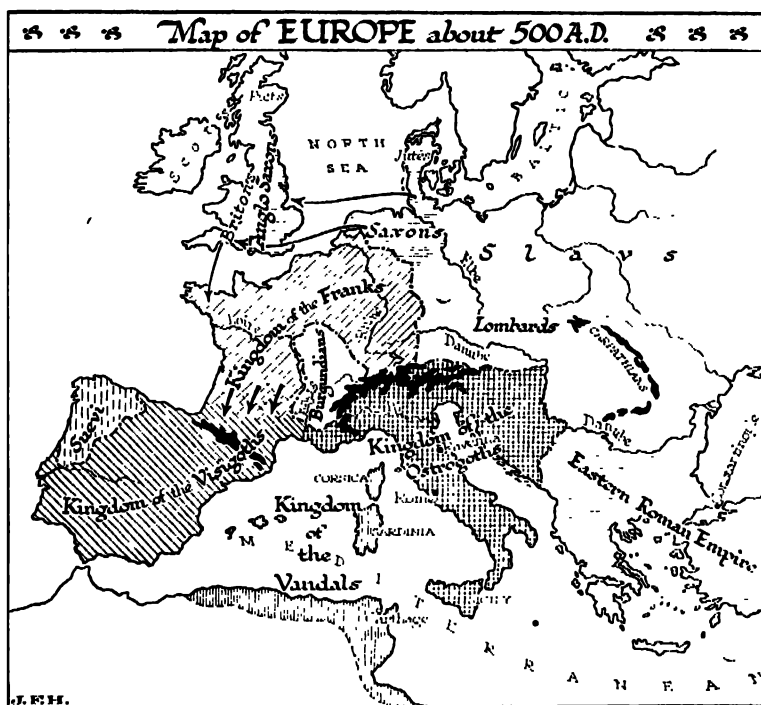 Map of EUROPE about 500 A.D.
Picts
SCOTS
NORTH
SEA
Jutes
BALTIC
Britons
Anglo Saxons
Saxons
Slavs
Elbe
Kingdom of the Franks
Loire
Lombards
CARPATHIANS
Danube
Burgundians
Danube
Suevi
Kingdom of the Visigoths
Kingdom of the
Ostrogoths
RAVENNA
CORSICA
ROME
Kingdom
of
the
Vandals
SARDINIA
Eastern Roman Empire
SICILY
Carthage
MEDITERRANEAN
J.F.H.